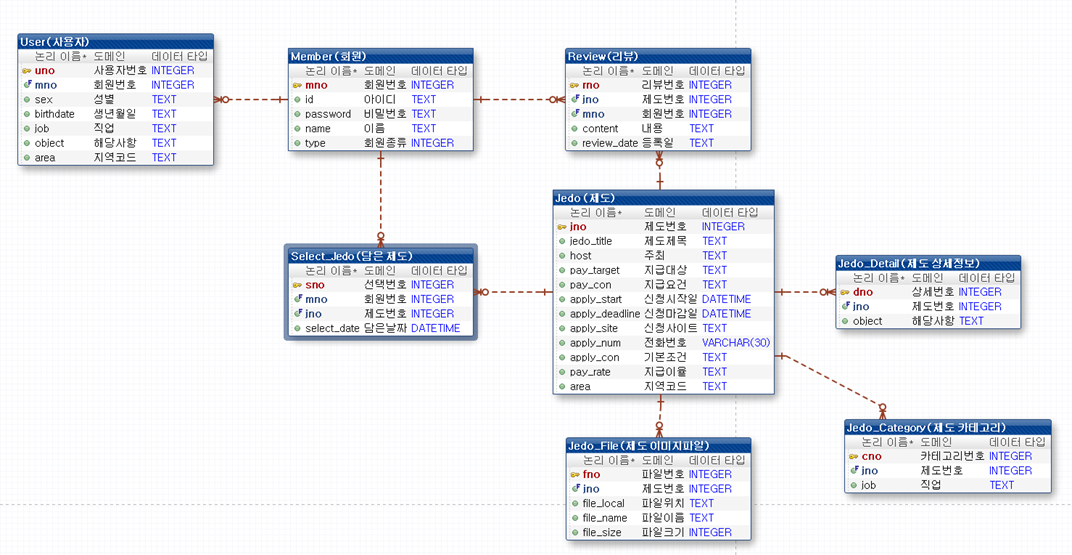 User(사용자)
논리 이름* 도메인 데이터 타입
uno 사용자번호 INTEGER
mno 회원번호 INTEGER
sex 성별 TEXT
birthdate 생년월일 TEXT
job 직업 TEXT
object 해당사항 TEXT
area 지역코드 TEXT
Member(회원)
논리 이름* 도메인 데이터 타입
mno 회원번호 INTEGER
id 아이디 TEXT
password 비밀번호 TEXT
name 이름 TEXT
type 회원종류 INTEGER
Review(리뷰)
논리 이름* 도메인 데이터 타입
rno 리뷰번호 INTEGER
jno 제도번호 INTEGER
mno 회원번호 INTEGER
content 내용 TEXT
review_date 등록일 TEXT
Select_Jedo(담은 제도)
논리 이름* 도메인 데이터 타입
sno 선택번호 INTEGER
mno 회원번호 INTEGER
jno 제도번호 INTEGER
select_date 담은날짜 DATETIME
Jedo(제도)
논리 이름* 도메인 데이터 타입
jno 제도번호 INTEGER
jedo_title 제도제목 TEXT
host 주최 TEXT
pay_target 지급대상 TEXT
pay_con 지급요건 TEXT
apply_start 신청시작일 DATETIME
apply_deadline 신청마감일 DATETIME
apply_site 신청사이트 TEXT
apply_num 전화번호 VARCHAR(30)
apply_con 기본조건 TEXT
pay_rate 지급이율 TEXT
area 지역코드 TEXT
Jedo_Detail(제도 상세정보)
논리 이름* 도메인 데이터 타입
dno 상세번호 INTEGER
jno 제도번호 INTEGER
object 해당사항 TEXT
Jedo_File(제도 이미지파일)
논리 이름* 도메인 데이터 타입
fno 파일번호 INTEGER
jno 제도번호 INTEGER
file_local 파일위치 TEXT
file_name 파일이름 TEXT
file_size 파일크기 INTEGER
Jedo_Category(제도 카테고리)
논리 이름* 도메인 데이터 타입
cno 카테고리번호 INTEGER
jno 제도번호 INTEGER
job 직업 TEXT